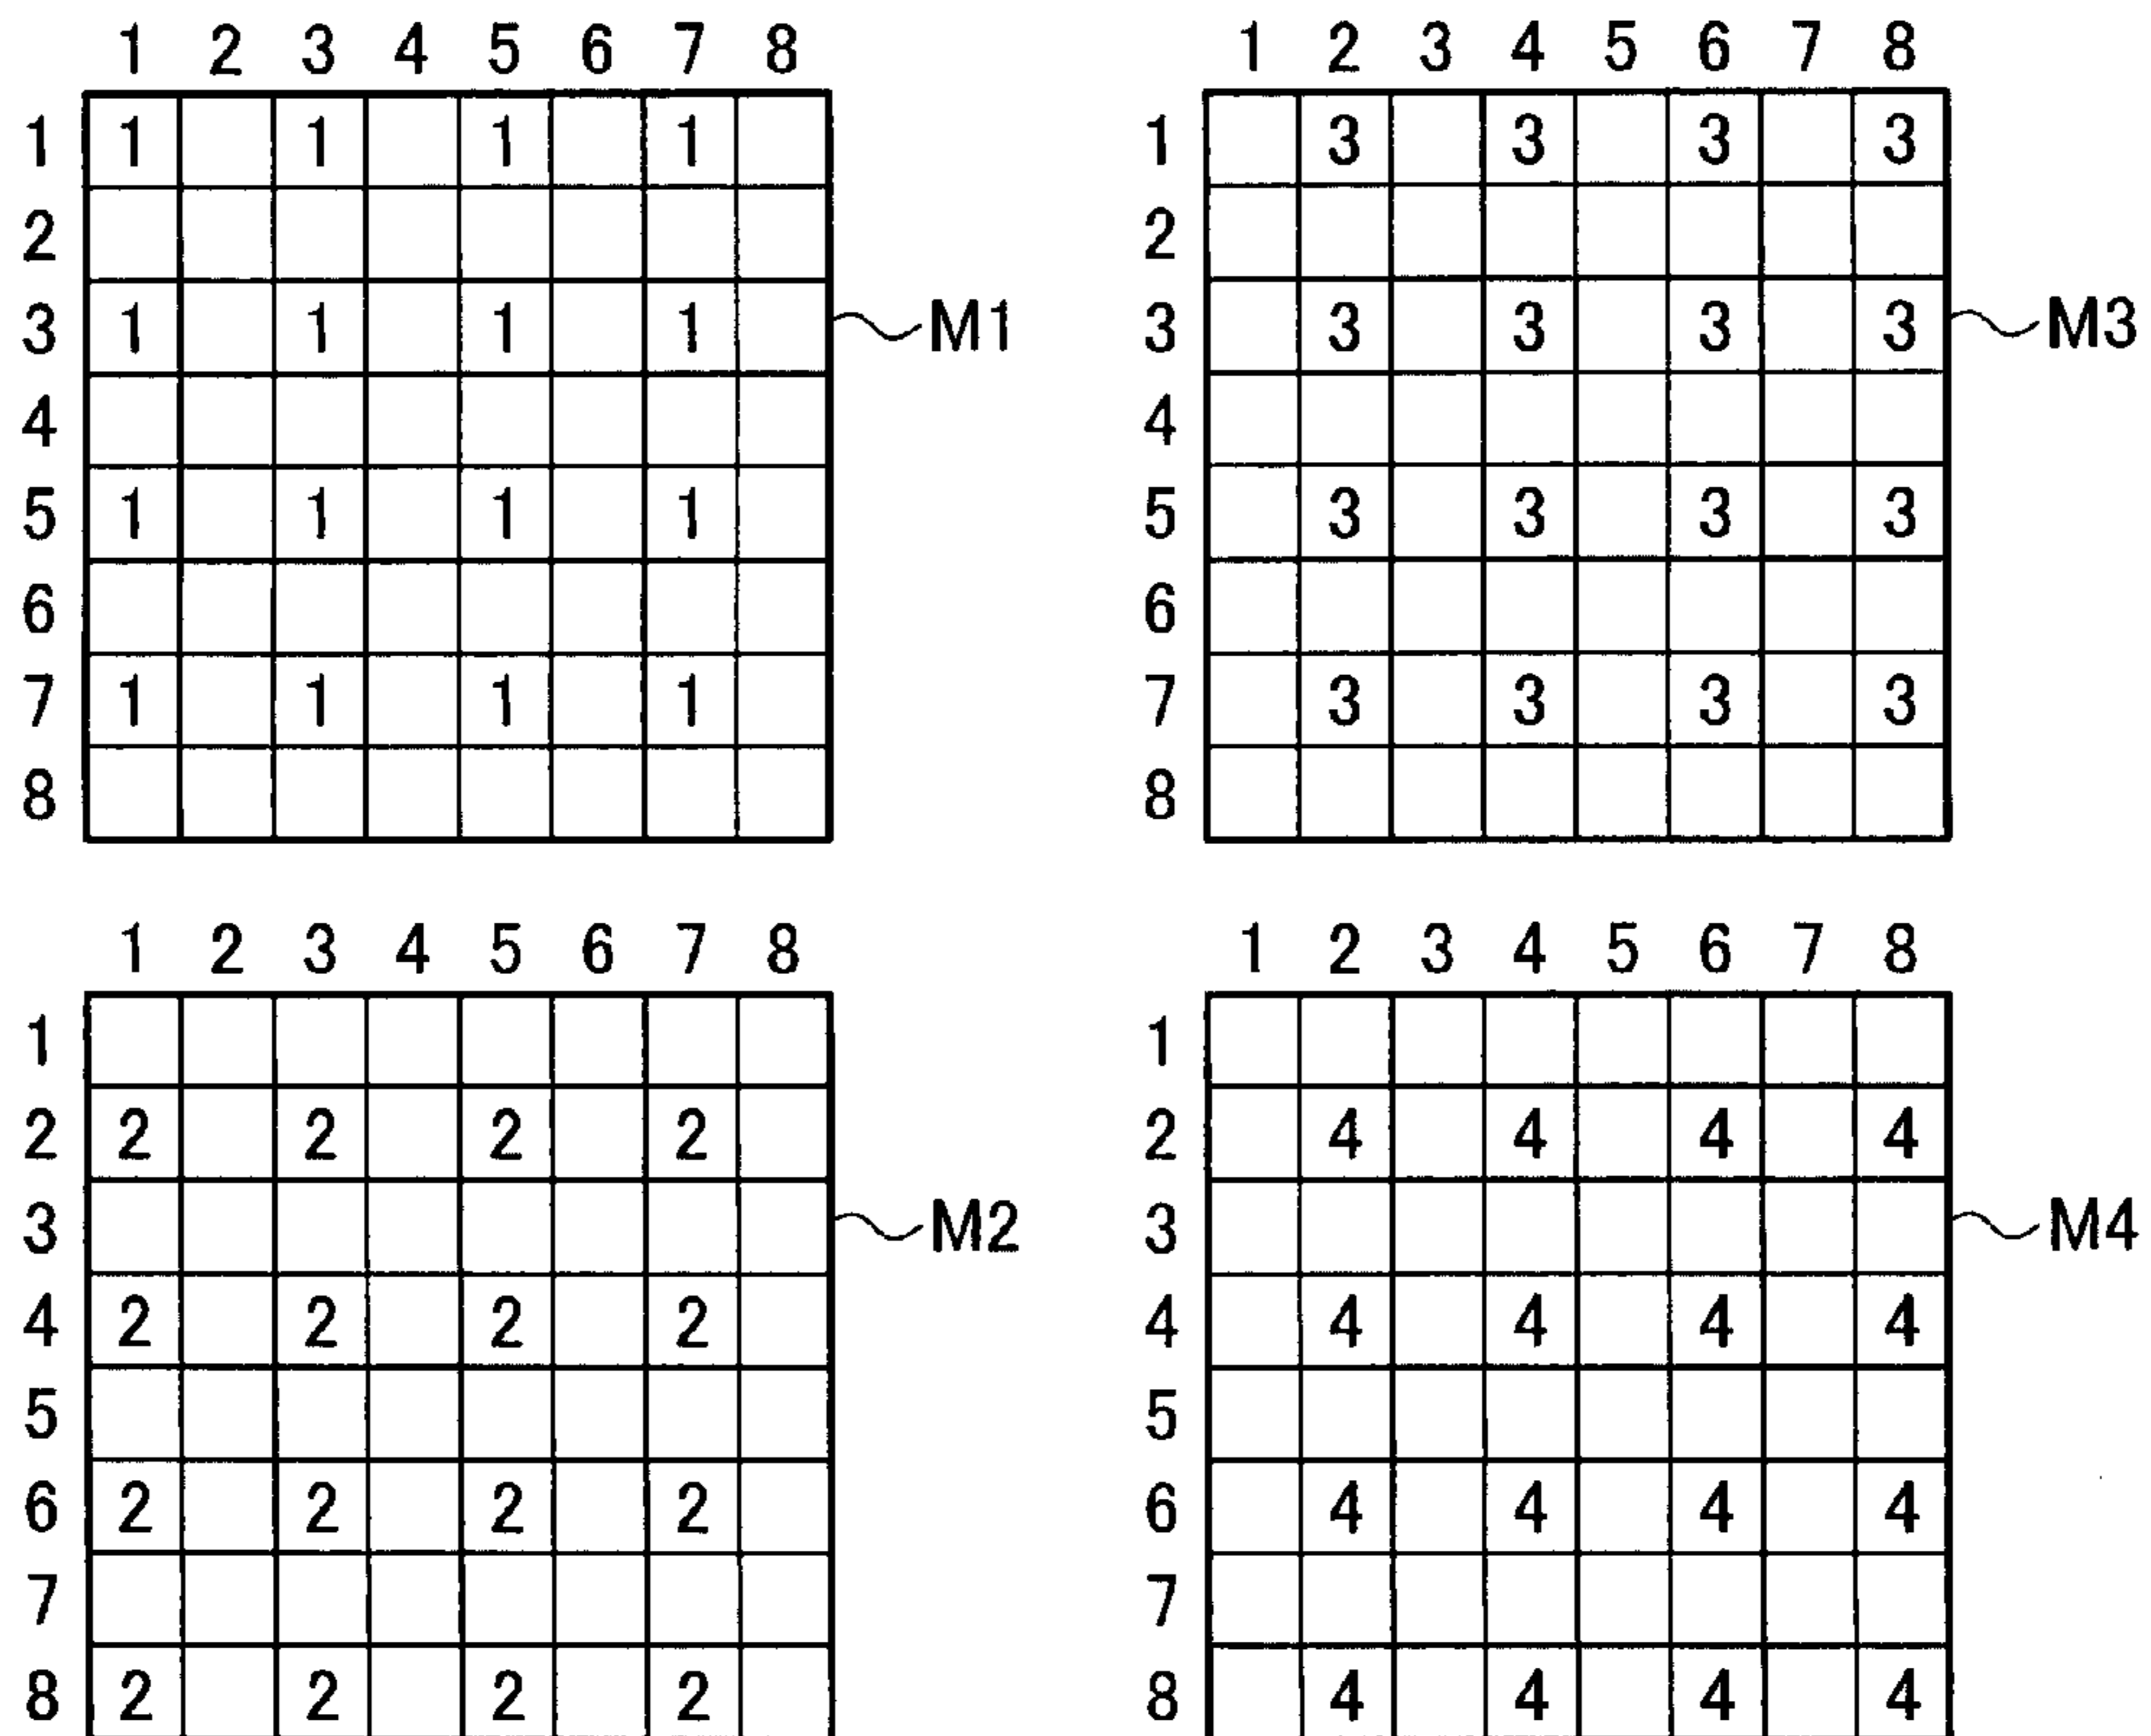 1 2 3 4 5 6 7 8
1 1 1 1 1
2
3 1 1 1 1 M1
4
5 1 1 1 1
6
7 1 1 1 1
8
1 2 3 4 5 6 7 8
1 3 3 3 3
2
3 3 3 3 3 M3
4
5 3 3 3 3
6
7 3 3 3 3
8
1 2 3 4 5 6 7 8
1
2 2 2 2 2
3 M2
4 2 2 2 2
5
6 2 2 2 2
7
8 2 2 2 2
1 2 3 4 5 6 7 8
1
2 4 4 4 4
3 M4
4 4 4 4 4
5
6 4 4 4 4
7
8 4 4 4 4